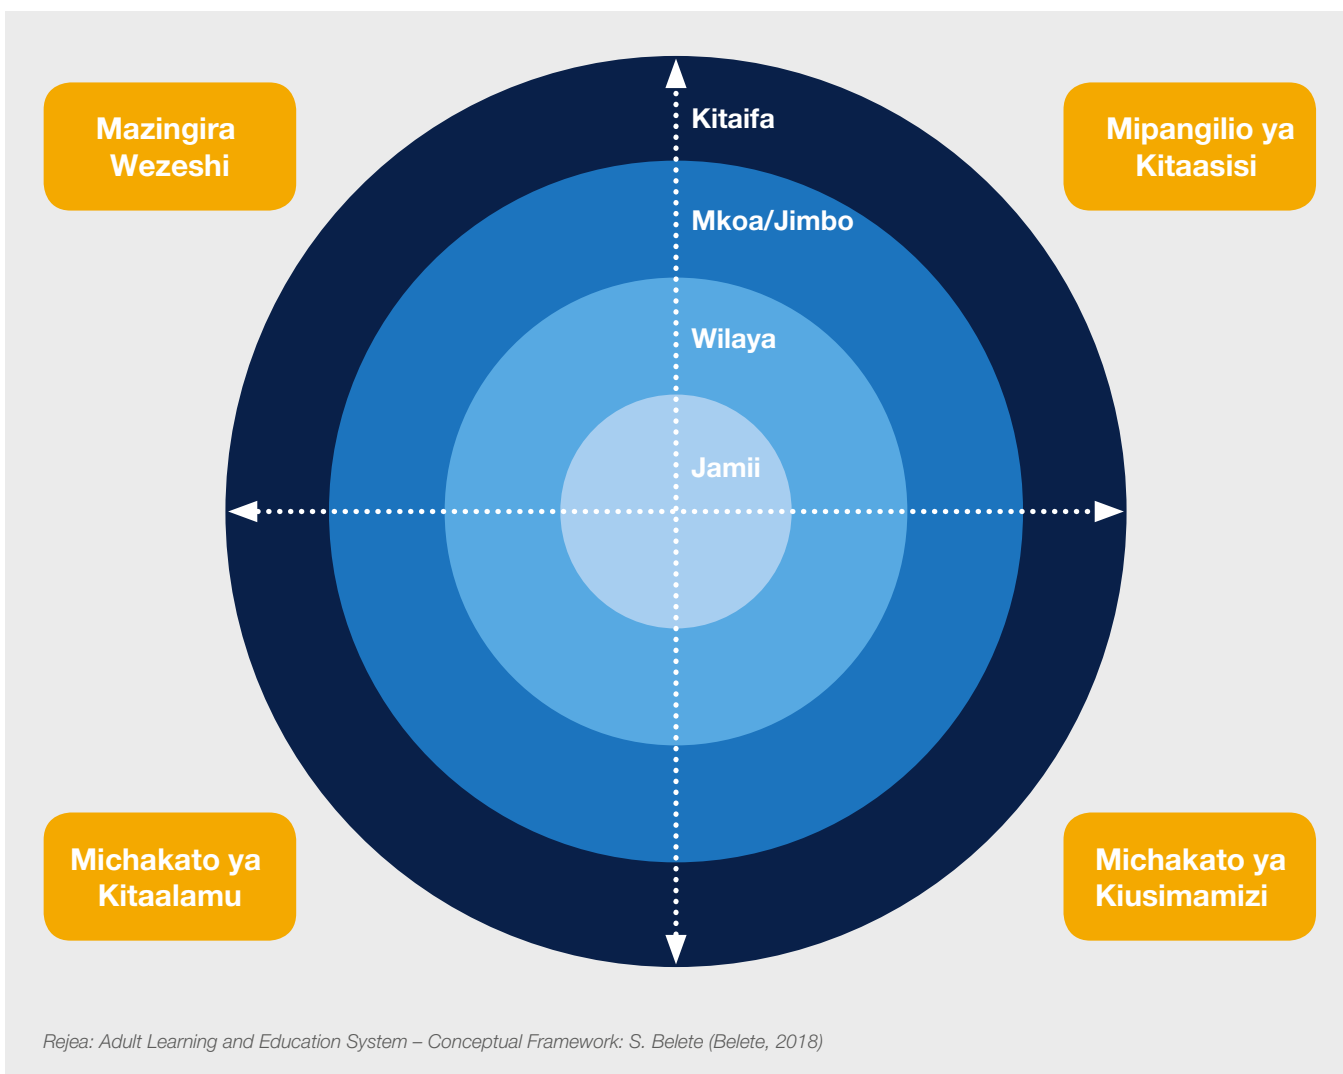 Mazingira
Wezeshi
Mipangilio ya
Kitaasisi
Kitaifa
Mkoa/Jimbo
Wilaya
Jamii
Michakato ya
Kitaalamu
Michakato ya
Kiusimamizi
Rejea: Adult Learning and Education System – Conceptual Framework: S. Belete (Belete, 2018)